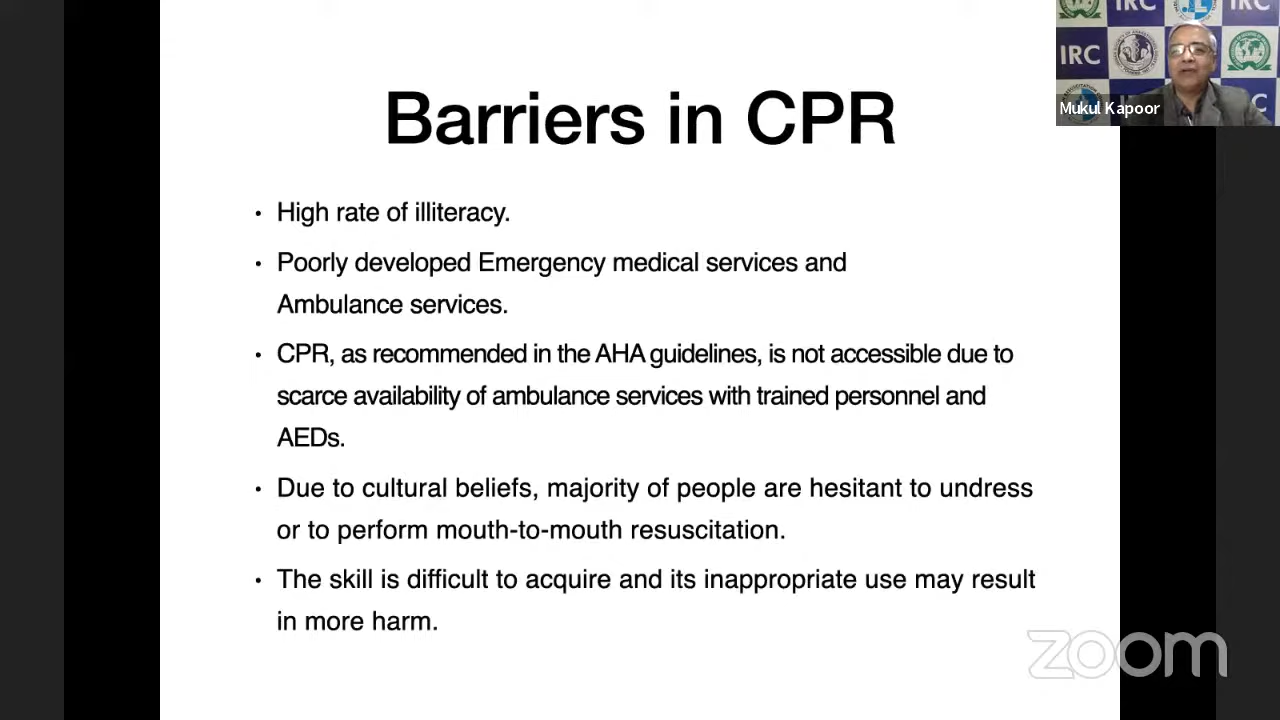 IRC
IRC
IRC
Mukul Kapoor
Barriers in CPR
• High rate of illiteracy.
• Poorly developed Emergency medical services and
Ambulance services.
• CPR, as recommended in the AHA guidelines, is not accessible due to
scarce availability of ambulance services with trained personnel and
AEDs.
• Due to cultural beliefs, majority of people are hesitant to undress
or to perform mouth-to-mouth resuscitation.
• The skill is difficult to acquire and its inappropriate use may result
in more harm.
zoom